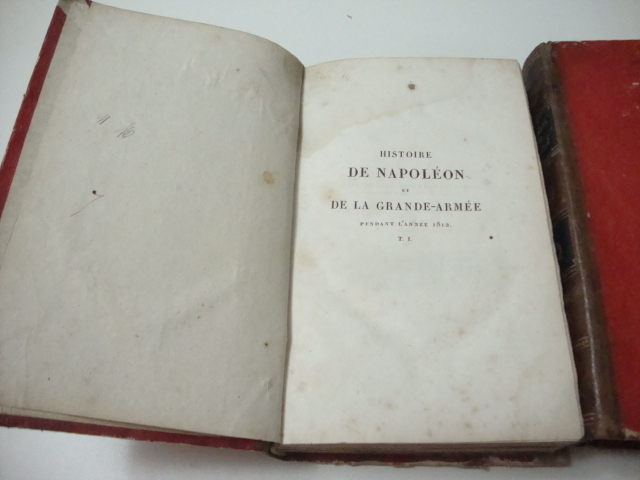 HISTOIRE
DE NAPOLÉON
ET
DE LA GRANDE-ARMÉE
PENDANT L'ANNÉE 1812.
T. I.